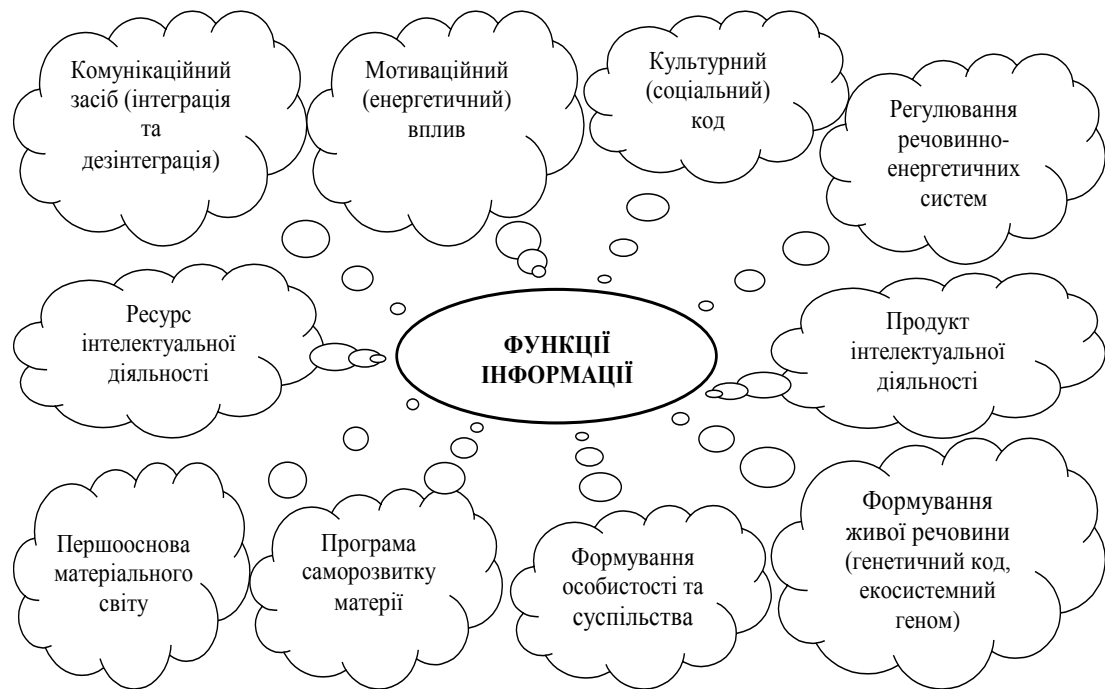 Комунікаційний
засіб (інтеграція
та
дезінтеграція)
Мотиваційний
(енергетичний)
вплив
Культурний
(соціальний)
код
Регулювання
речовинно-
енергетичних
систем
Ресурс
інтелектуальної
діяльності
ФУНКЦІЇ
ІНФОРМАЦІЇ
Продукт
інтелектуальної
діяльності
Першооснова
матеріального
світу
Програма
саморозвитку
матерії
Формування
особистості та
суспільства
Формування
живої речовини
(генетичний код,
екосистемний
геном)